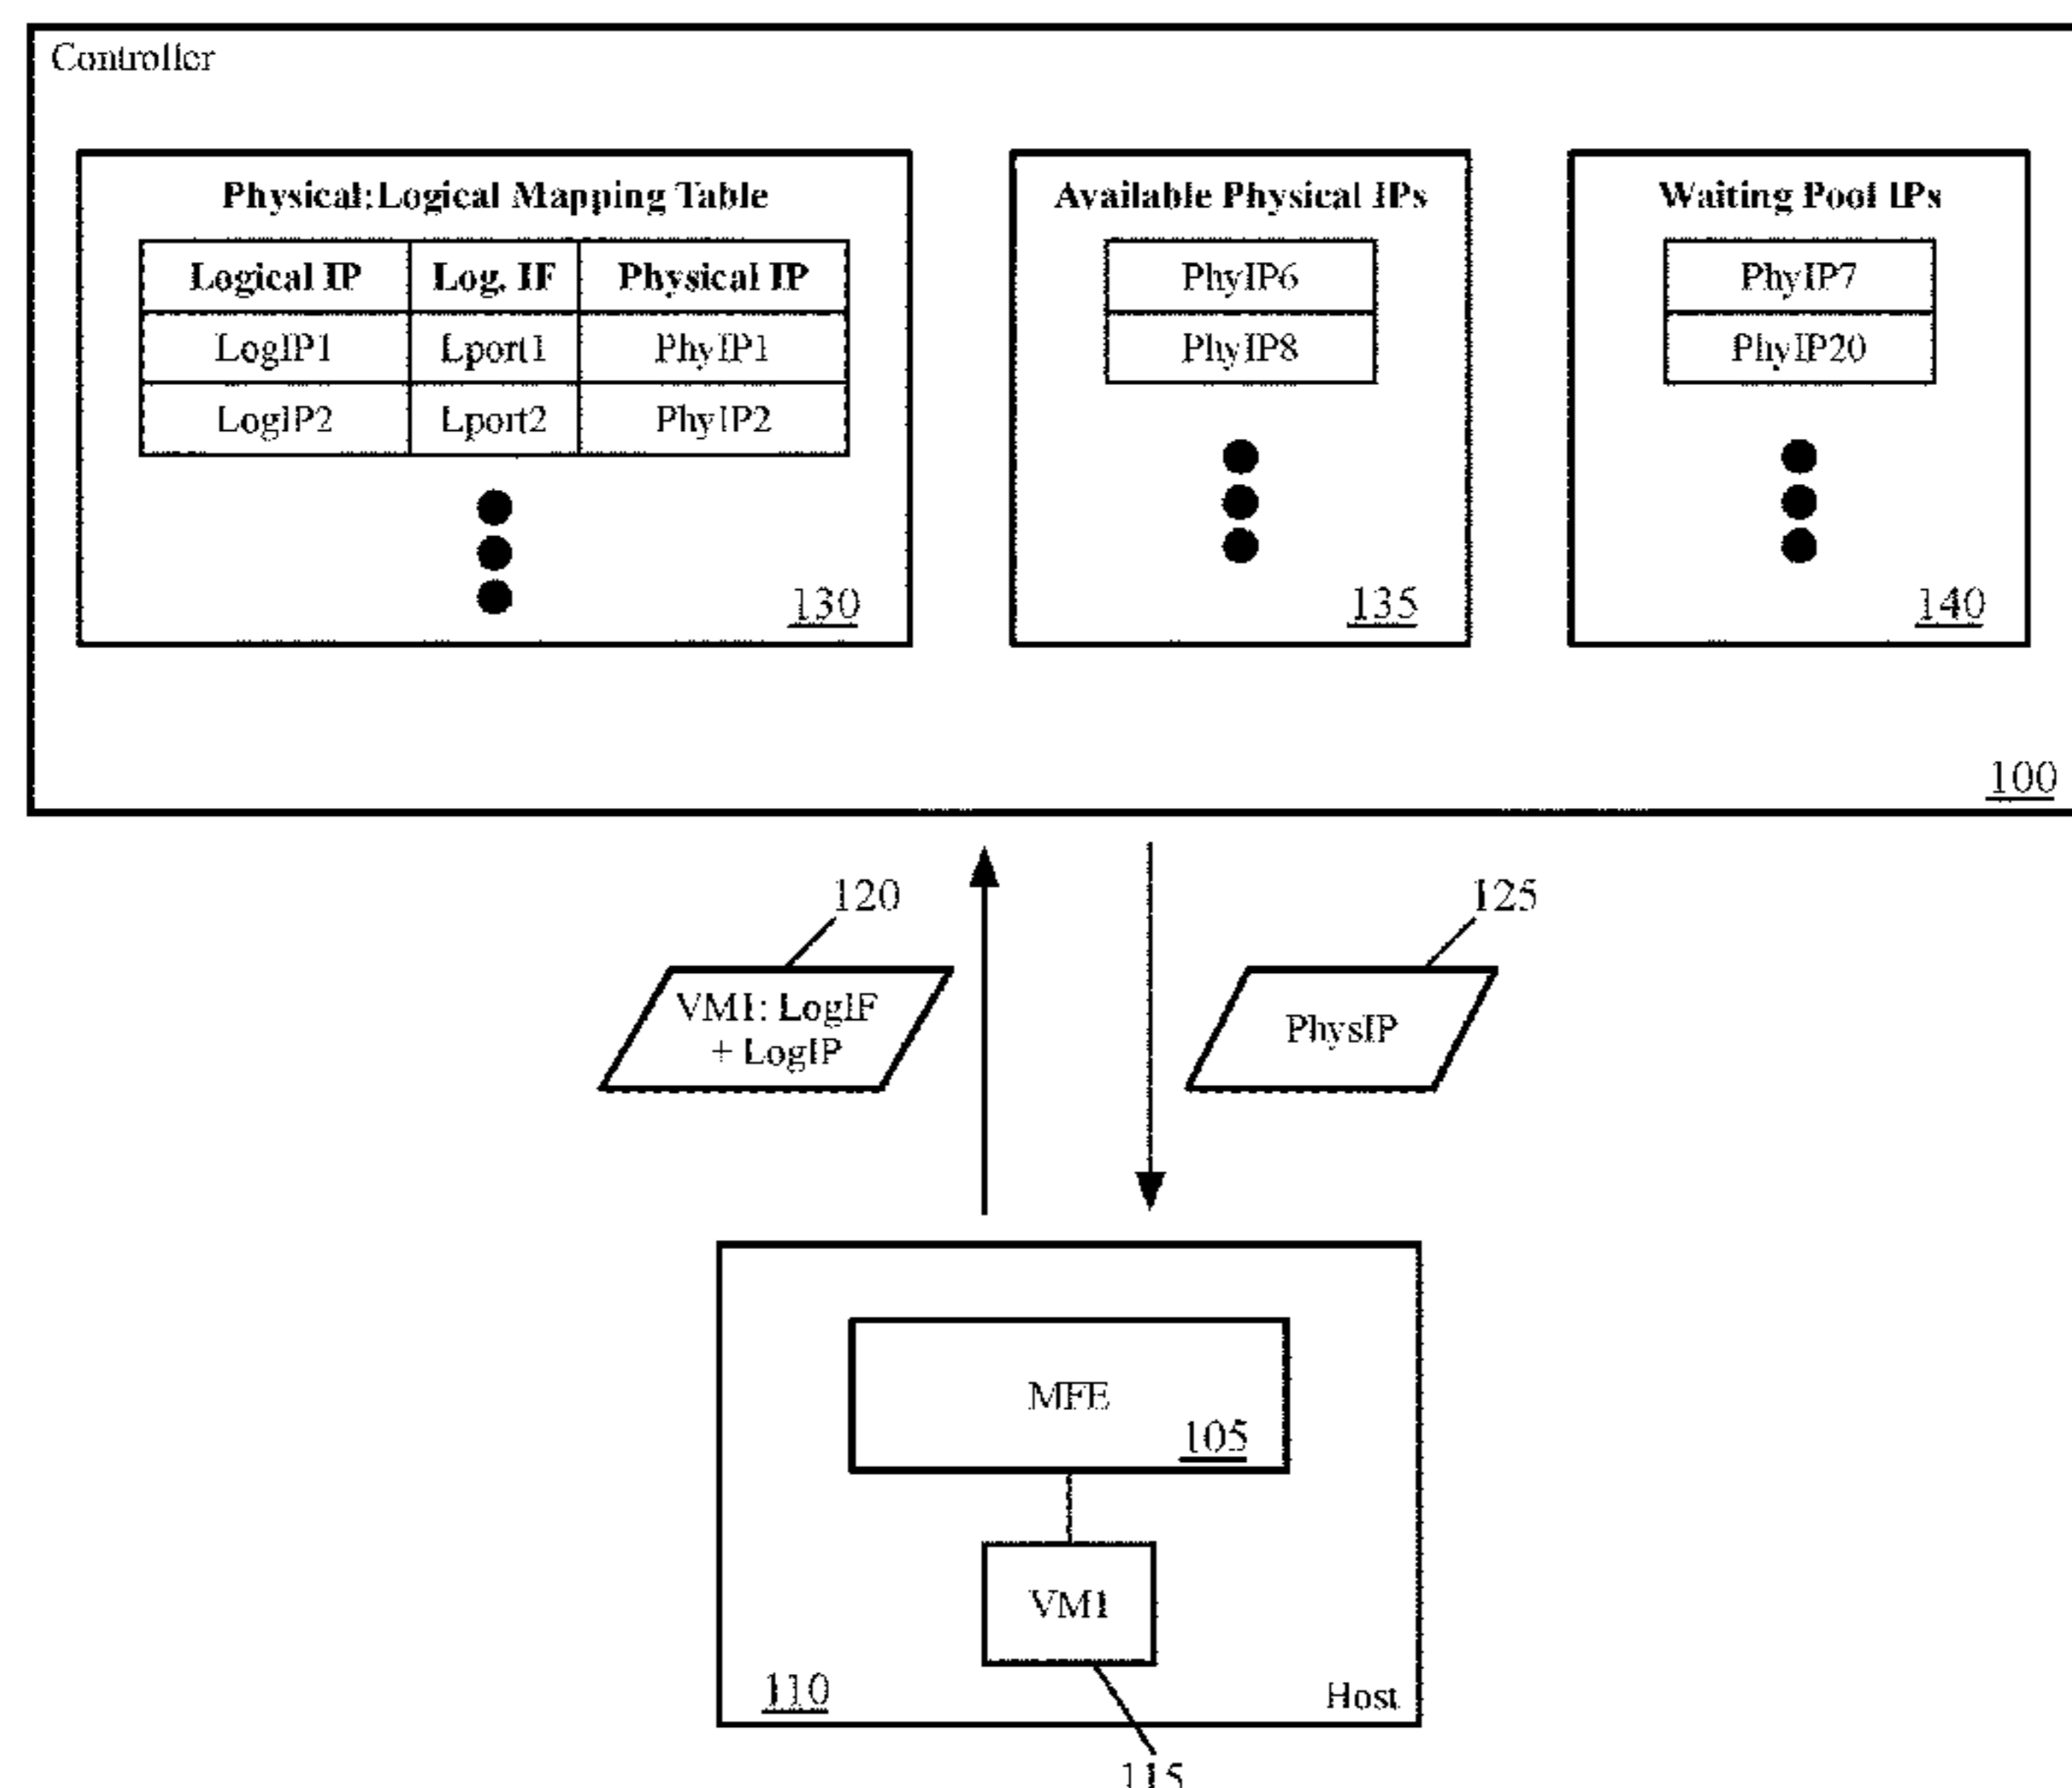 Controller
Physical:Logical Mapping Table
Logical IP Log. IF Physical IP
LogIP1 Lport1 PhyIP1
LogIP2 Lport2 PhyIP2
130
Available Physical IPs
PhyIP6
PhyIP8
135
Waiting Pool IPs
PhyIP7
PhyIP20
140
100
120
VM1: LogIF
+ LogIP
125
PhysIP
MFE
105
VM1
110
Host
115